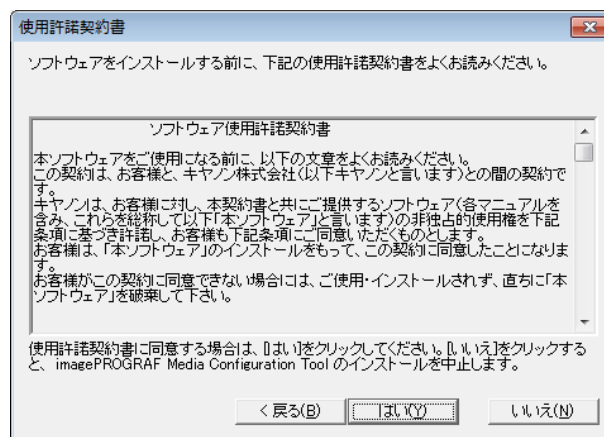 使用許諾契約書
ソフトウェアをインストールする前に、下記の使用許諾契約書をよくお読みください。
ソフトウェア使用許諾契約書
本ソフトウェアをご使用になる前に、以下の文章をよくお読みください。
この契約は、お客様と、キヤノン株式会社(以下キヤノンと言います)との間の契約で
す。
キヤノンは、お客様に対し、本契約書と共にご提供するソフトウェア(各マニュアルを
含み、これらを総称して以下「本ソフトウェア」と言います)の非独占的使用権を下記
条項に基づき許諾し、お客様も下記条項にご同意いただくものとします。
お客様は、「本ソフトウェア」のインストールをもって、この契約に同意したことになりま
す。
お客様がこの契約に同意できない場合には、ご使用・インストールされず、直ちに「本
ソフトウェア」を破棄して下さい。
使用許諾契約書に同意する場合は、[はい]をクリックしてください。[いいえ]をクリックする
と、imagePROGRAF Media Configuration Tool のインストールを中止します。
< 戻る(B)
はい(Y)
いいえ(N)